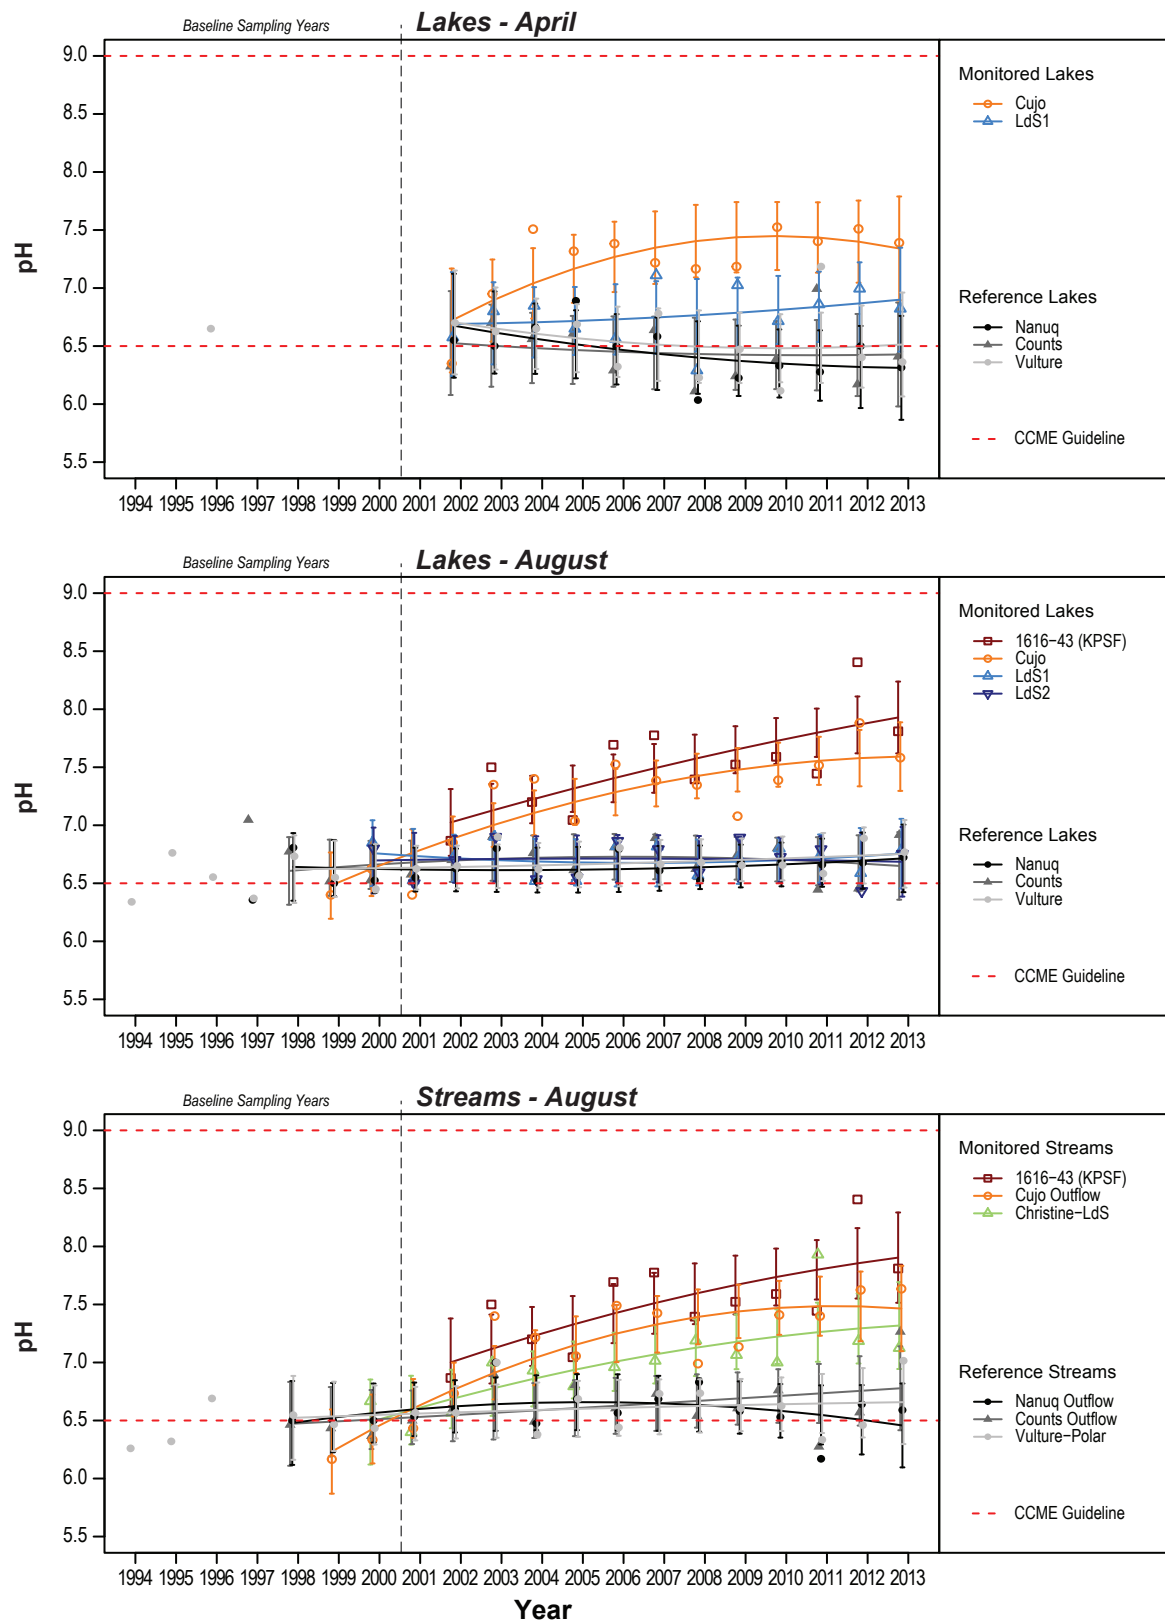 Baseline Sampling Years Lakes - April
9.0
8.5
8.0
7.5
7.0
6.5
6.0
5.5
pH
1994 1995 1996 1997 1998 1999 2000 2001 2002 2003 2004 2005 2006 2007 2008 2009 2010 2011 2012 2013
Monitored Lakes
Cujo
LdS1
Reference Lakes
Nanuq
Counts
Vulture
CCME Guideline
Baseline Sampling Years Lakes - August
9.0
8.5
8.0
7.5
7.0
6.5
6.0
5.5
pH
1994 1995 1996 1997 1998 1999 2000 2001 2002 2003 2004 2005 2006 2007 2008 2009 2010 2011 2012 2013
Monitored Lakes
1616−43 (KPSF)
Cujo
LdS1
LdS2
Reference Lakes
Nanuq
Counts
Vulture
CCME Guideline
Baseline Sampling Years Streams - August
9.0
8.5
8.0
7.5
7.0
6.5
6.0
5.5
pH
1994 1995 1996 1997 1998 1999 2000 2001 2002 2003 2004 2005 2006 2007 2008 2009 2010 2011 2012 2013
Year
Monitored Streams
1616−43 (KPSF)
Cujo Outflow
Christine−LdS
Reference Streams
Nanuq Outflow
Counts Outflow
Vulture−Polar
CCME Guideline